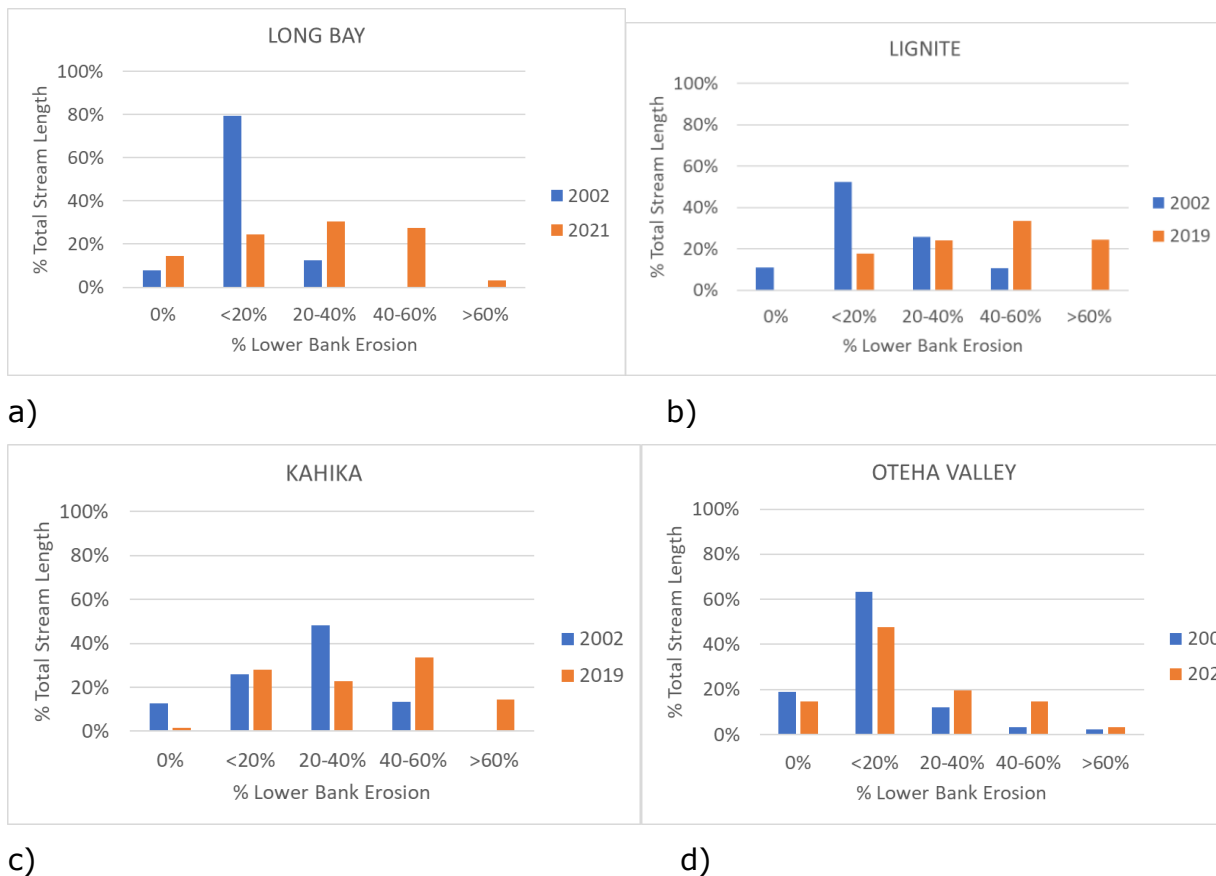 LONG BAY
100%
80%
60%
40%
20%
0%
% Total Stream Length
0% <20% 20-40% 40-60% >60%
% Lower Bank Erosion
2002
2021
a)
LIGNITE
100%
80%
60%
40%
20%
0%
% Total Stream Length
0% <20% 20-40% 40-60% >60%
% Lower Bank Erosion
2002
2019
b)
KAHIKA
100%
80%
60%
40%
20%
0%
% Total Stream Length
0% <20% 20-40% 40-60% >60%
% Lower Bank Erosion
2002
2019
c)
OTEHA VALLEY
100%
80%
60%
40%
20%
0%
% Total Stream Length
0% <20% 20-40% 40-60% >60%
% Lower Bank Erosion
d)